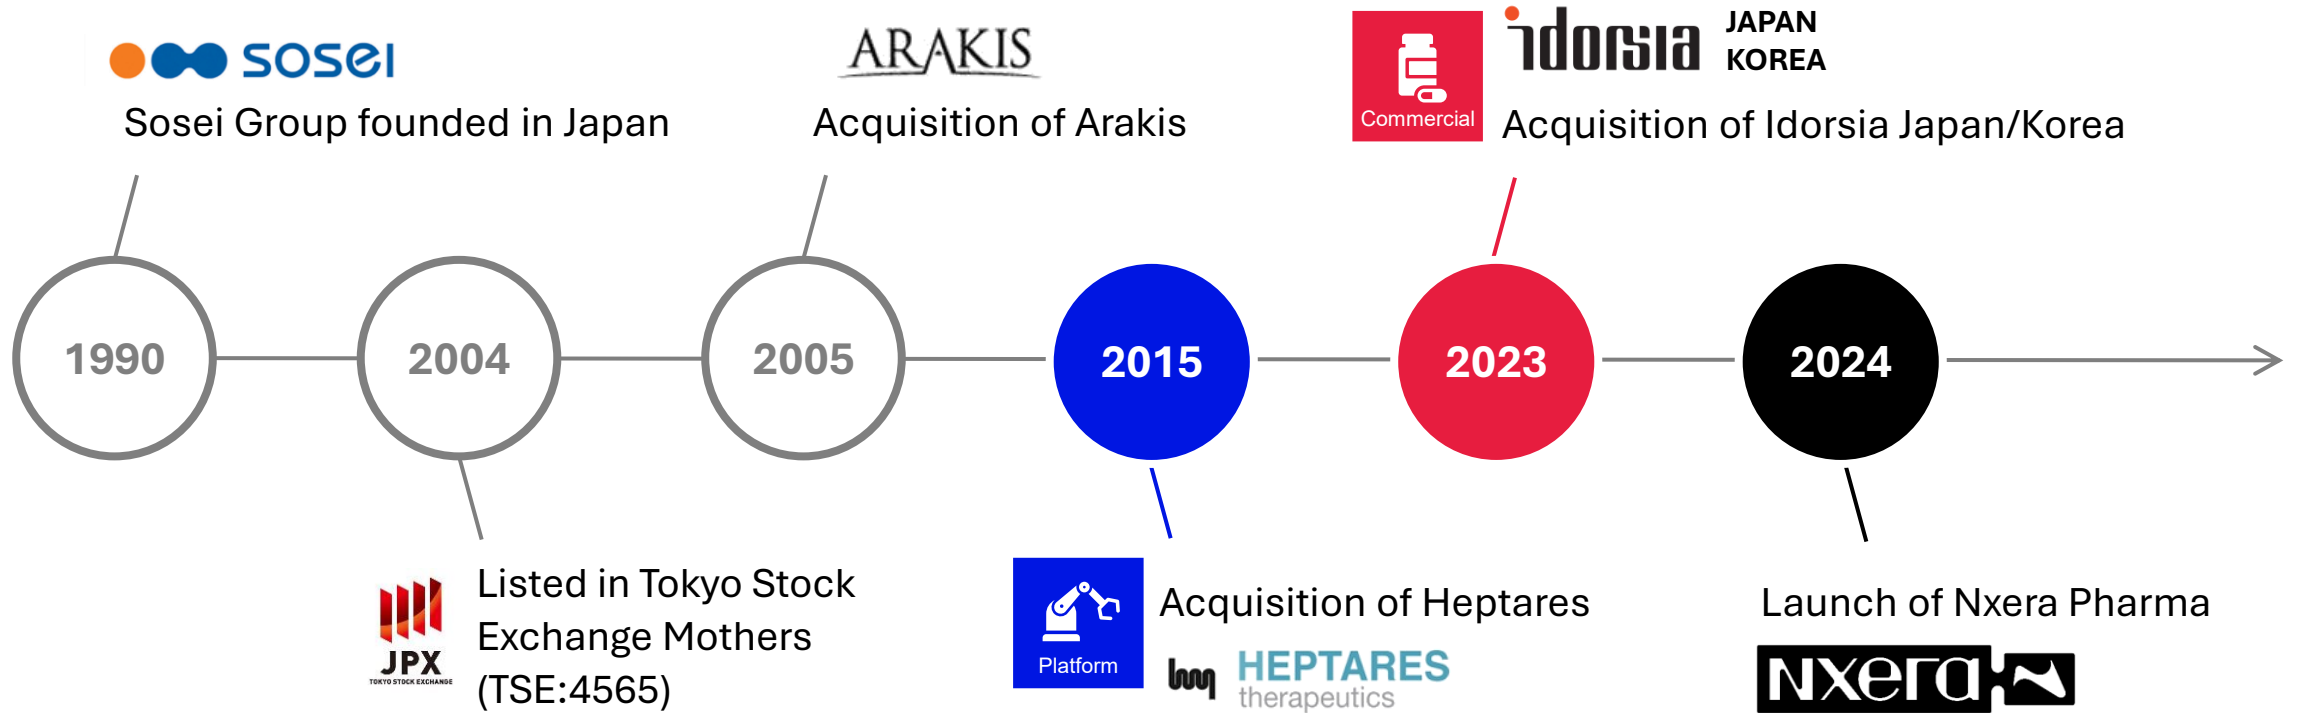 sosei
Sosei Group founded in Japan
ARAKIS
Acquisition of Arakis
Commercial
idorsia
JAPAN
KOREA
Acquisition of Idorsia Japan/Korea
1990
2004
2005
2015
2023
2024
JPX
TOKYO STOCK EXCHANGE
Listed in Tokyo Stock
Exchange Mothers
(TSE:4565)
Platform
Acquisition of Heptares
HEPTARES
therapeutics
Launch of Nxera Pharma
Nxera